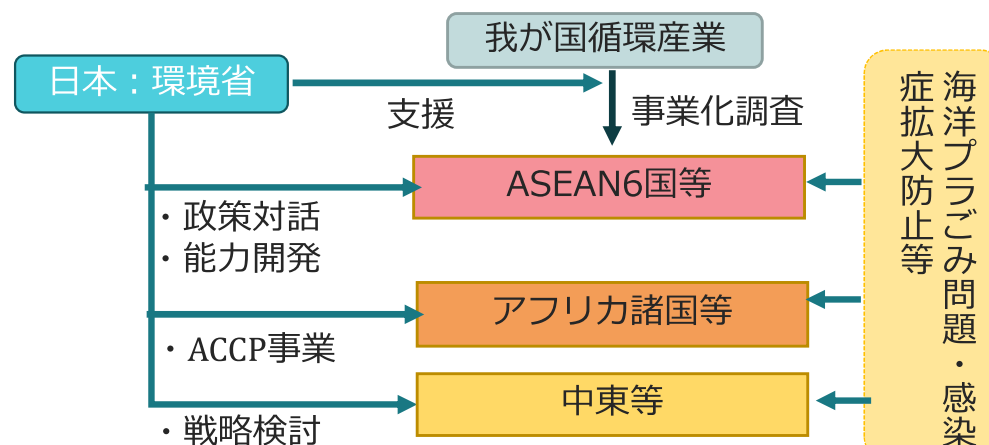 我が国循環産業
日本：環境省
支援
事業化調査
ASEAN6国等
・政策対話
・能力開発
アフリカ諸国等
・ACCP事業
中東等
・戦略検討
海洋プラごみ問題・感染
症拡大防止等